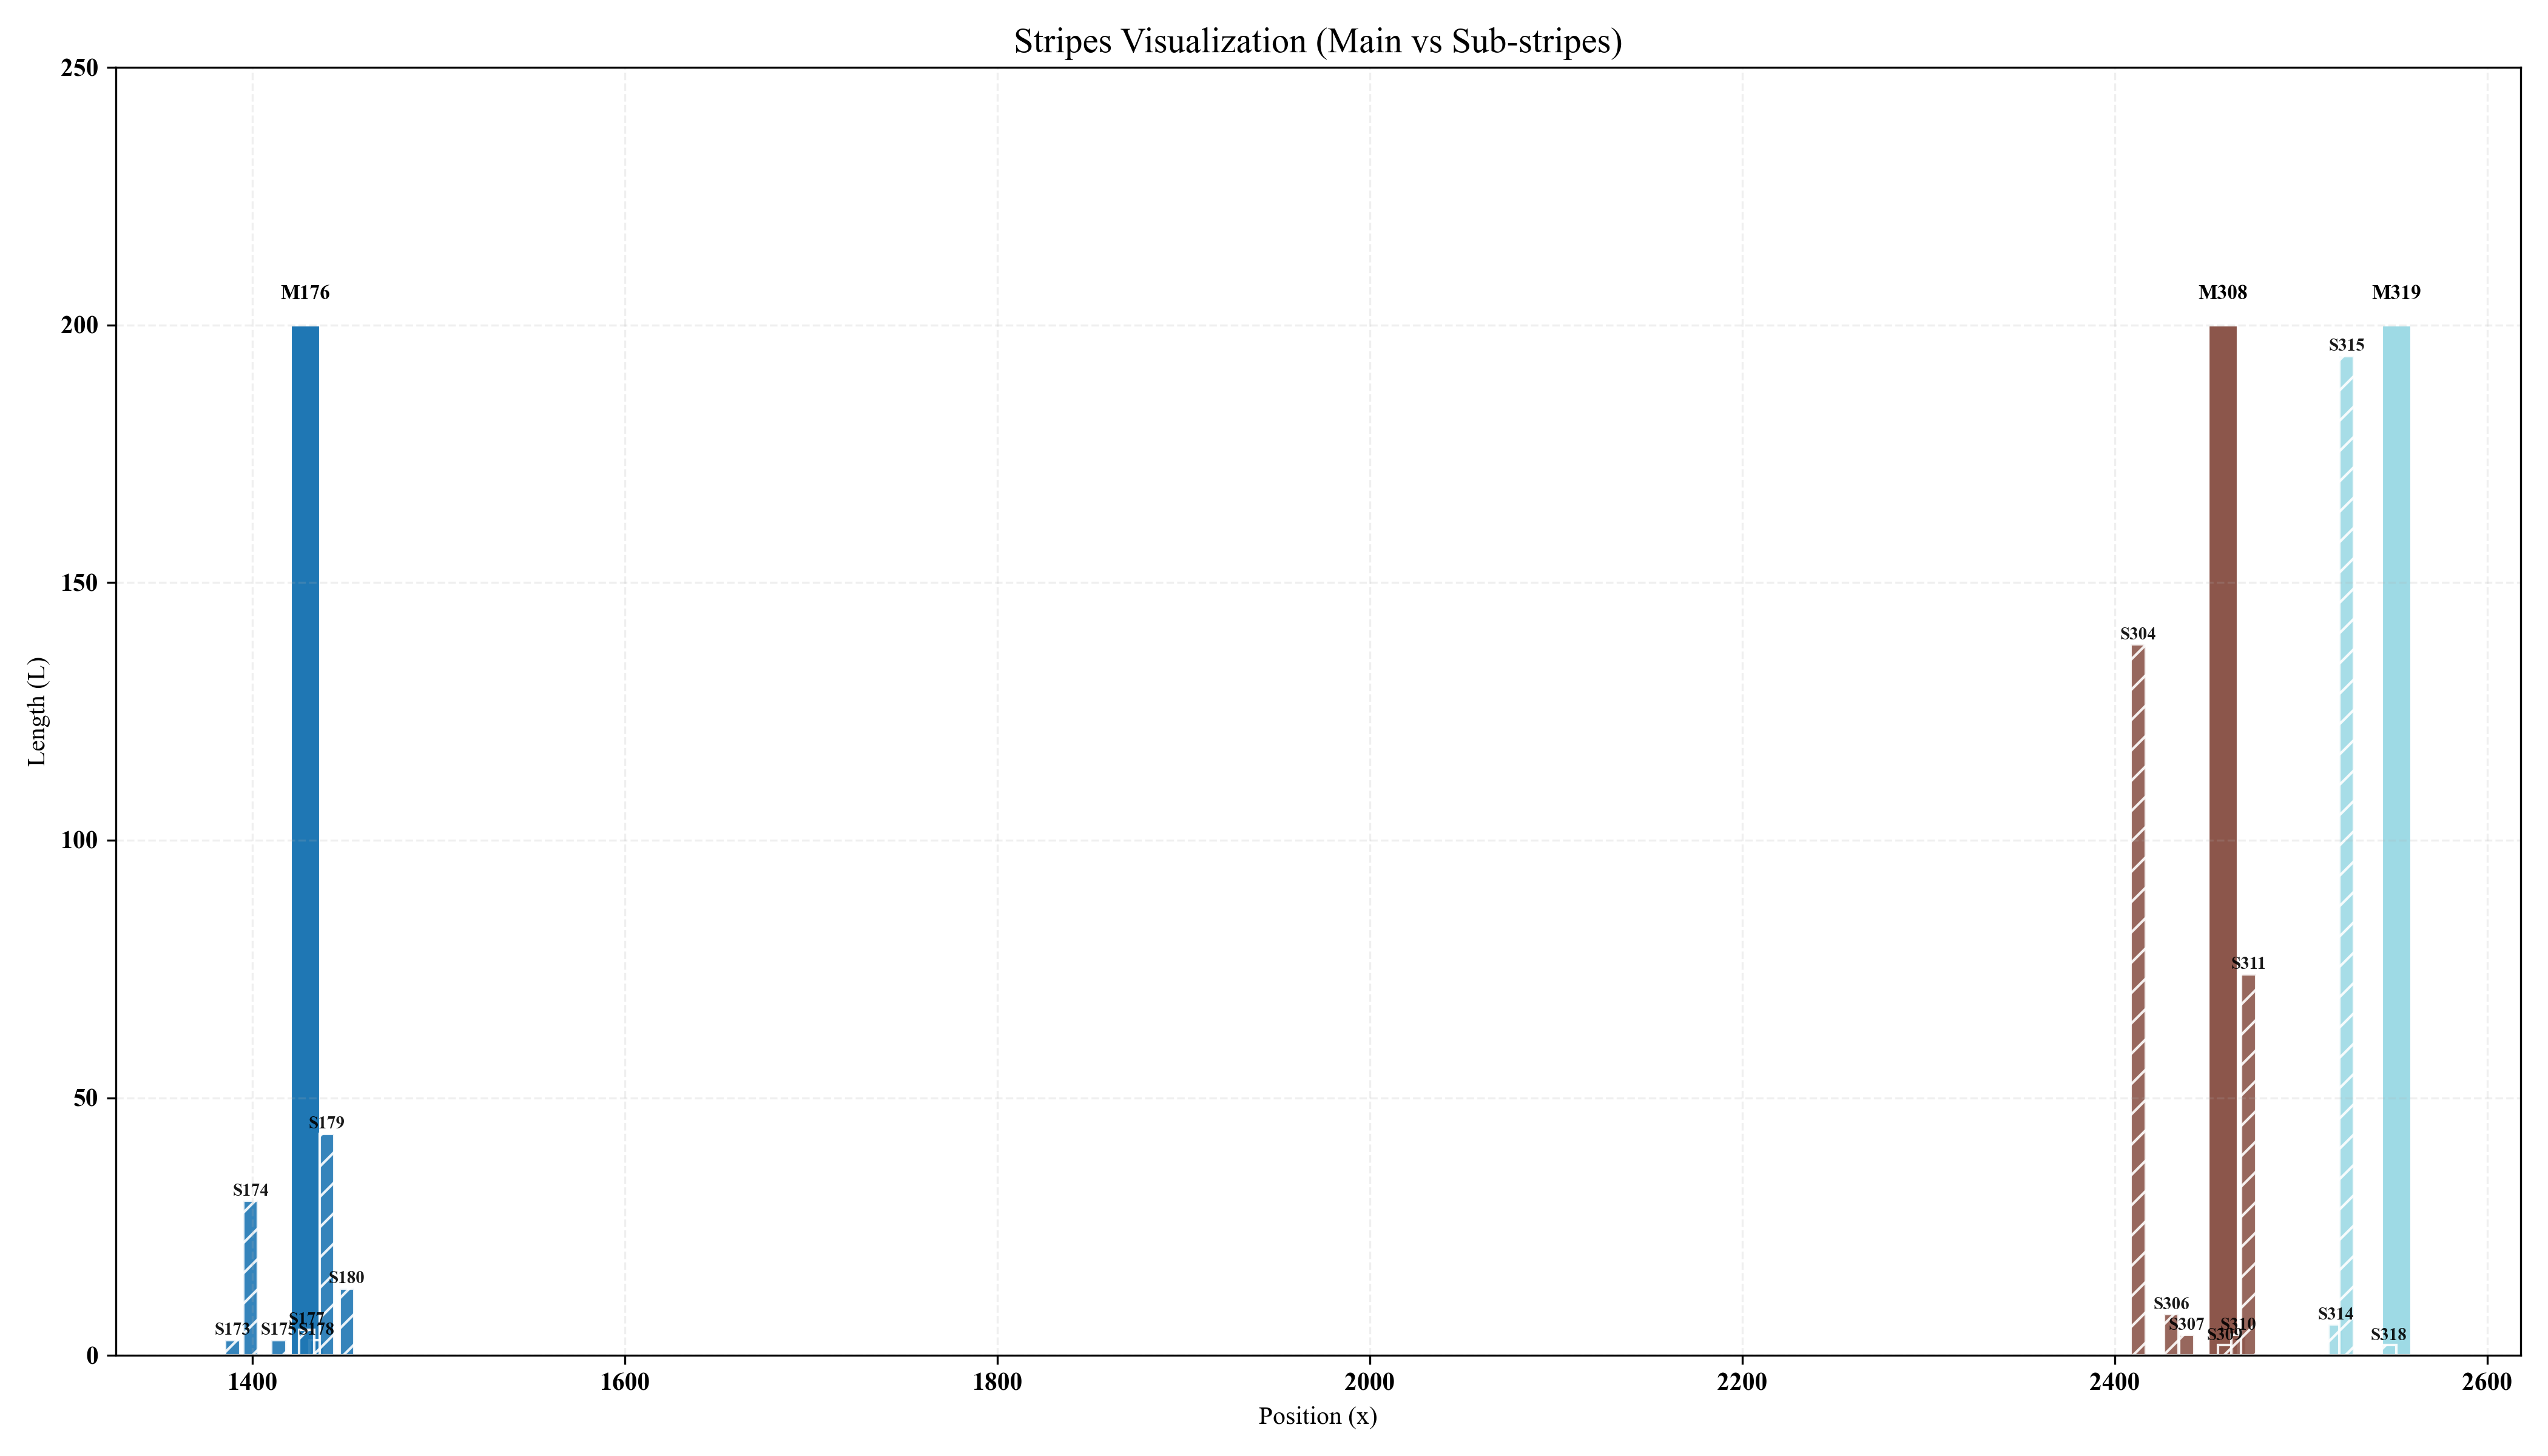 Stripes Visualization (Main vs Sub-stripes)
250
200
150
100
50
0
Length (L)
M176
M308
M319
S315
S304
S311
S179
S174
S180
S306
S177
S314
S173
S175
S178
S307
S310
S309
S318
1400
1600
1800
2000
2200
2400
2600
Position (x)